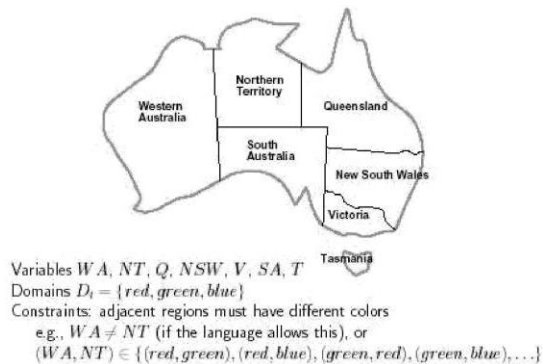 Northern
Territory
Western
Australia
Queensland
South
Australia
New South Wales
Victoria
Tasmania
Variables WA, NT, Q, NSW, V, SA, T
Domains Dᵢ = {red, green, blue}
Constraints: adjacent regions must have different colors
e.g., WA ≠ NT (if the language allows this), or
(WA, NT) ∈ {(red, green), (red, blue), (green, red), (green, blue), ...}